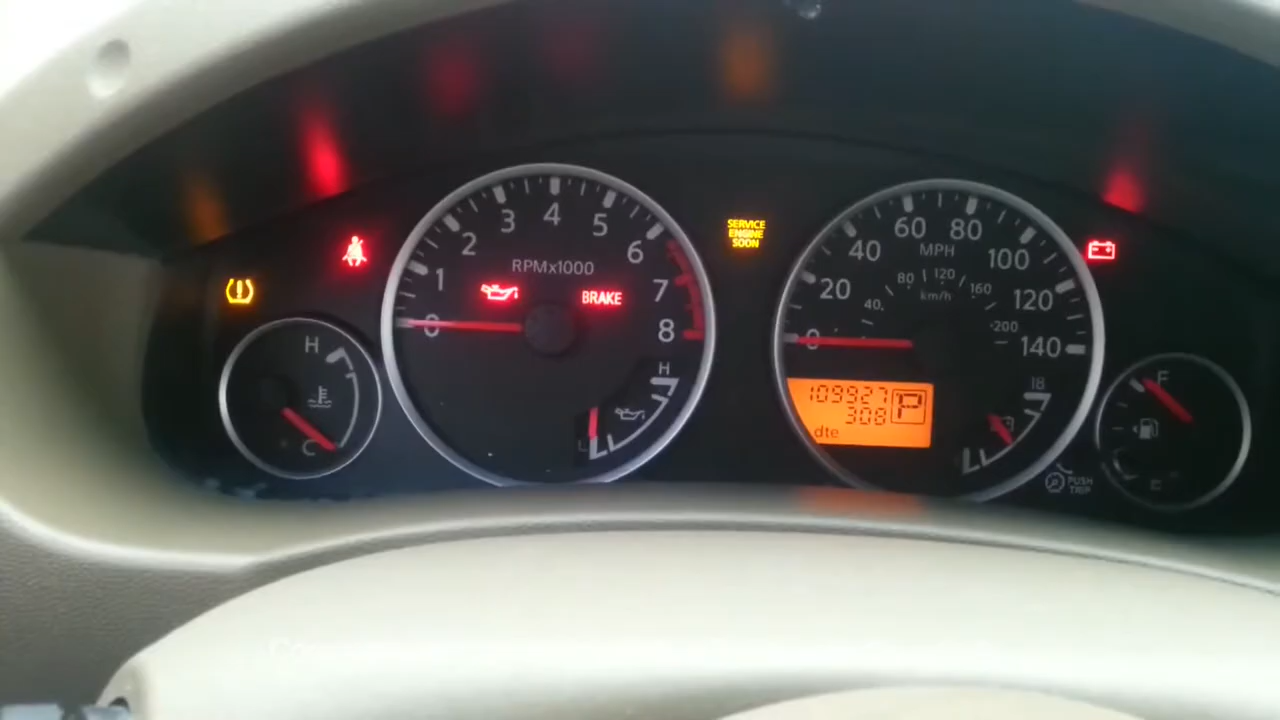 H
C
RPMx1000
0
1
2
3
4
5
6
7
8
BRAKE
H
L
SERVICE
ENGINE
SOON
MPH
0
20
40
60
80
100
120
140
40
80
120
160
200
km/h
109927
308
dte
P
18
PUSH
TRIP
F
E